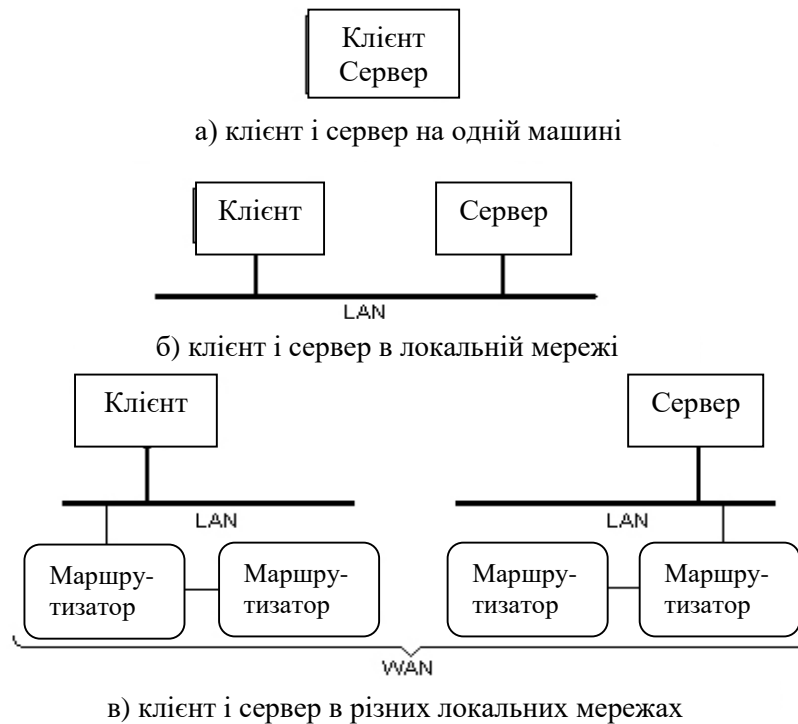 Клієнт
Сервер
а) клієнт і сервер на одній машині
Клієнт Сервер
LAN
б) клієнт і сервер в локальній мережі
Клієнт Сервер
LAN LAN
Маршру- Маршру- Маршру- Маршру-
тизатор тизатор тизатор тизатор
WAN
в) клієнт і сервер в різних локальних мережах